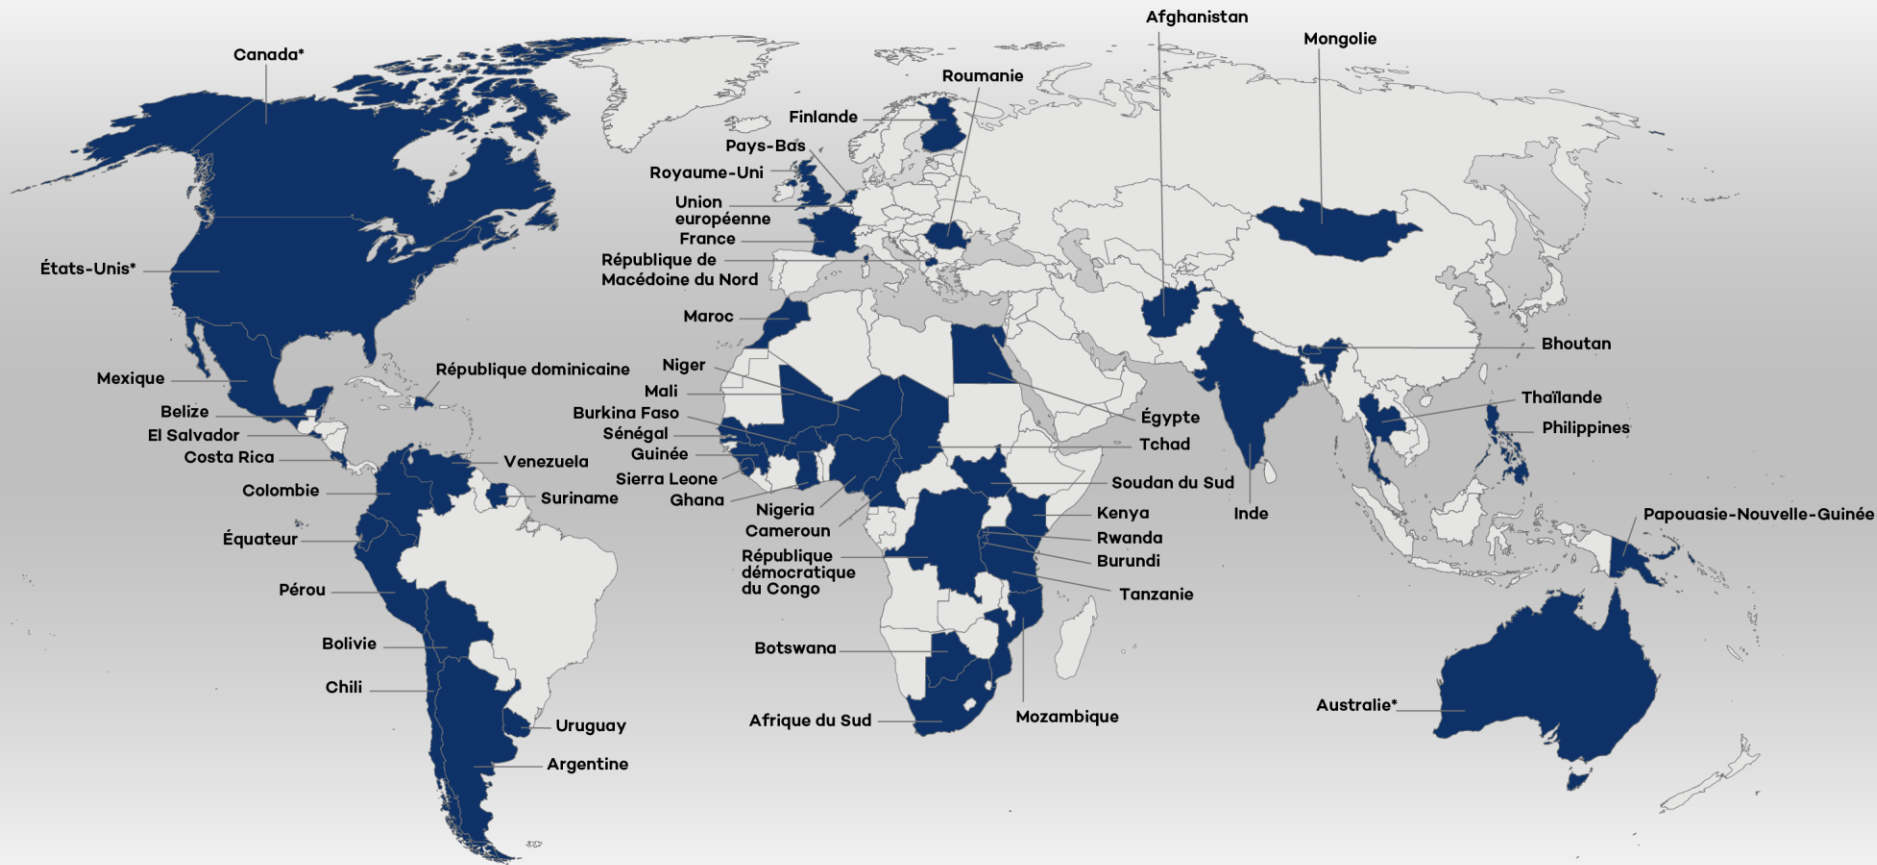 Afghanistan
Mongolie
Canada*
Roumanie
Finlande
Pays-Bas
Royaume-Uni
Union
européenne
France
République de
Macédoine du Nord
États-Unis*
Maroc
Bhoutan
Niger
République dominicaine
Mexique
Mali
Thaïlande
Burkina Faso
Belize
Égypte
Philippines
Sénégal
El Salvador
Tchad
Guinée
Costa Rica
Venezuela
Sierra Leone
Soudan du Sud
Colombie
Suriname
Ghana
Nigeria
Kenya
Inde
Papouasie-Nouvelle-Guinée
Cameroun
Équateur
Rwanda
République
démocratique
du Congo
Burundi
Pérou
Tanzanie
Bolivie
Botswana
Chili
Australie*
Afrique du Sud
Mozambique
Uruguay
Argentine